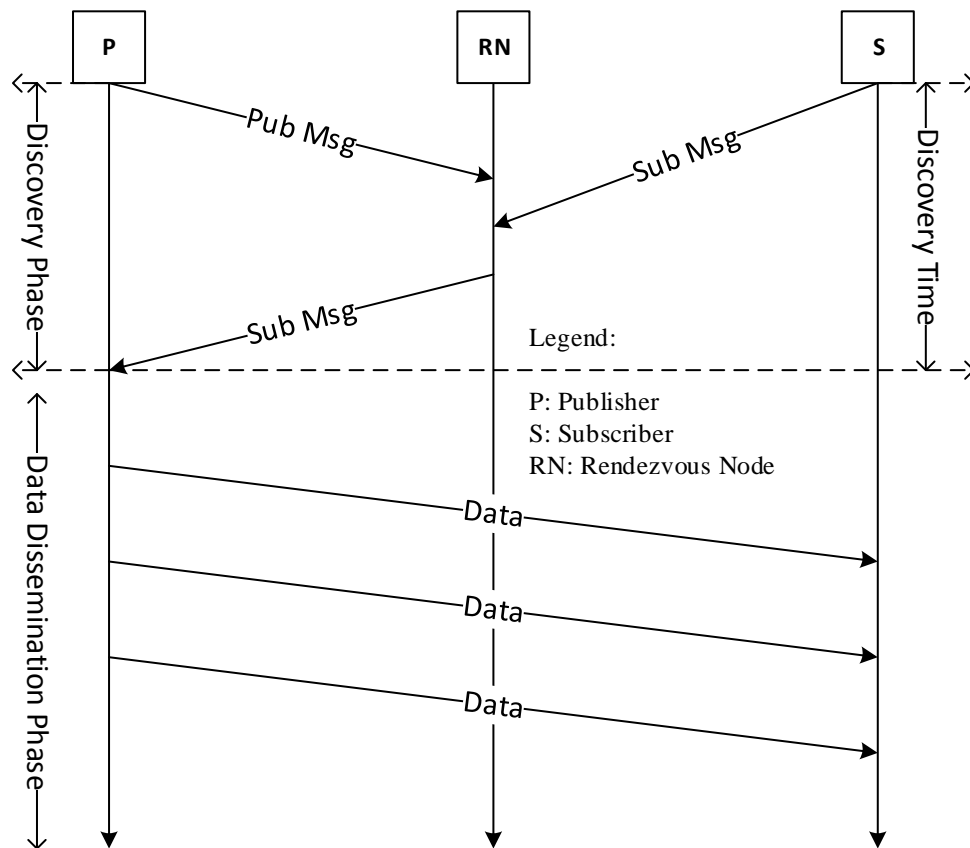 P
RN
S
Pub Msg
Sub Msg
Discovery Phase
Discovery Time
Sub Msg
Legend:
P: Publisher
S: Subscriber
RN: Rendezvous Node
Data Dissemination Phase
Data
Data
Data